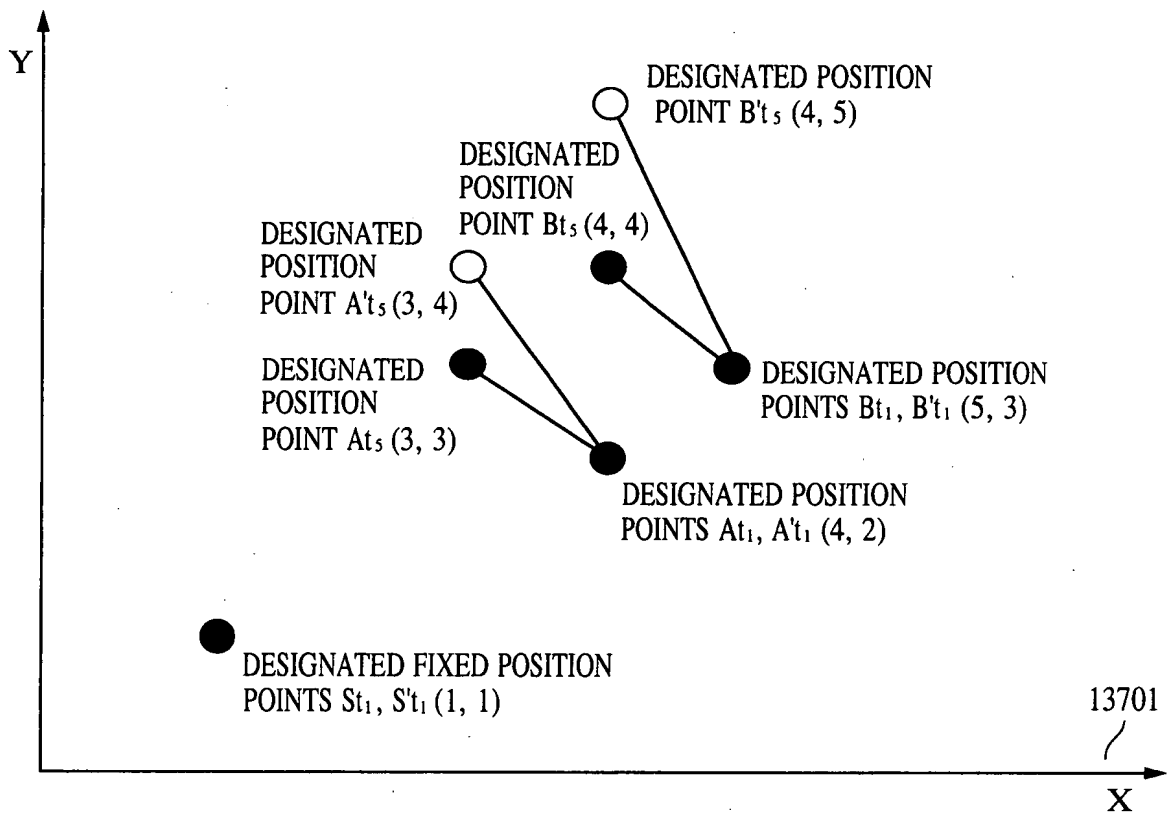 Y
DESIGNATED POSITION
POINT B't₅ (4, 5)
DESIGNATED
POSITION
POINT Bt₅ (4, 4)
DESIGNATED
POSITION
POINT A't₅ (3, 4)
DESIGNATED
POSITION
POINT At₅ (3, 3)
DESIGNATED POSITION
POINTS Bt₁, B't₁ (5, 3)
DESIGNATED POSITION
POINTS At₁, A't₁ (4, 2)
DESIGNATED FIXED POSITION
POINTS St₁, S't₁ (1, 1)
13701
X